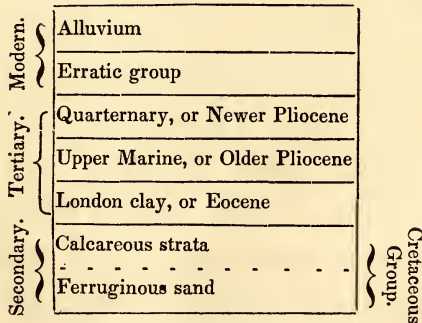 Modern.
Alluvium
Erratic group
Tertiary.
Quarternary, or Newer Pliocene
Upper Marine, or Older Pliocene
London clay, or Eocene
Secondary.
Calcareous strata
Ferruginous sand
Cretaceous
Group.